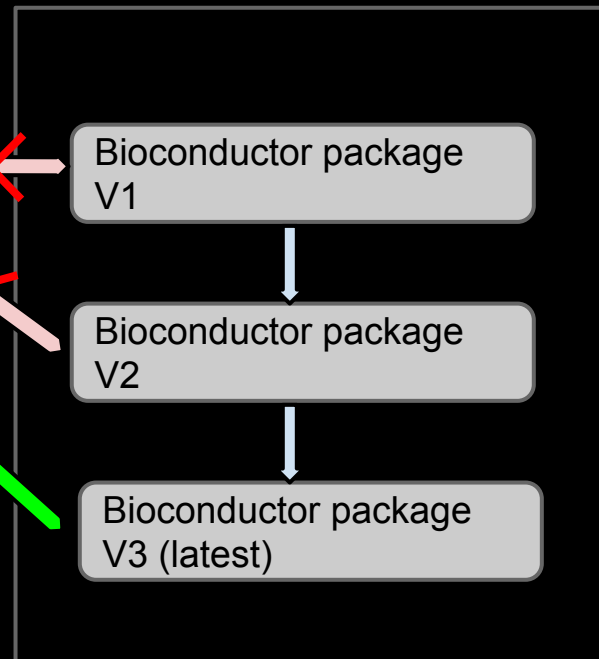 Bioconductor package
V1
Bioconductor package
V2
Bioconductor package
V3 (latest)